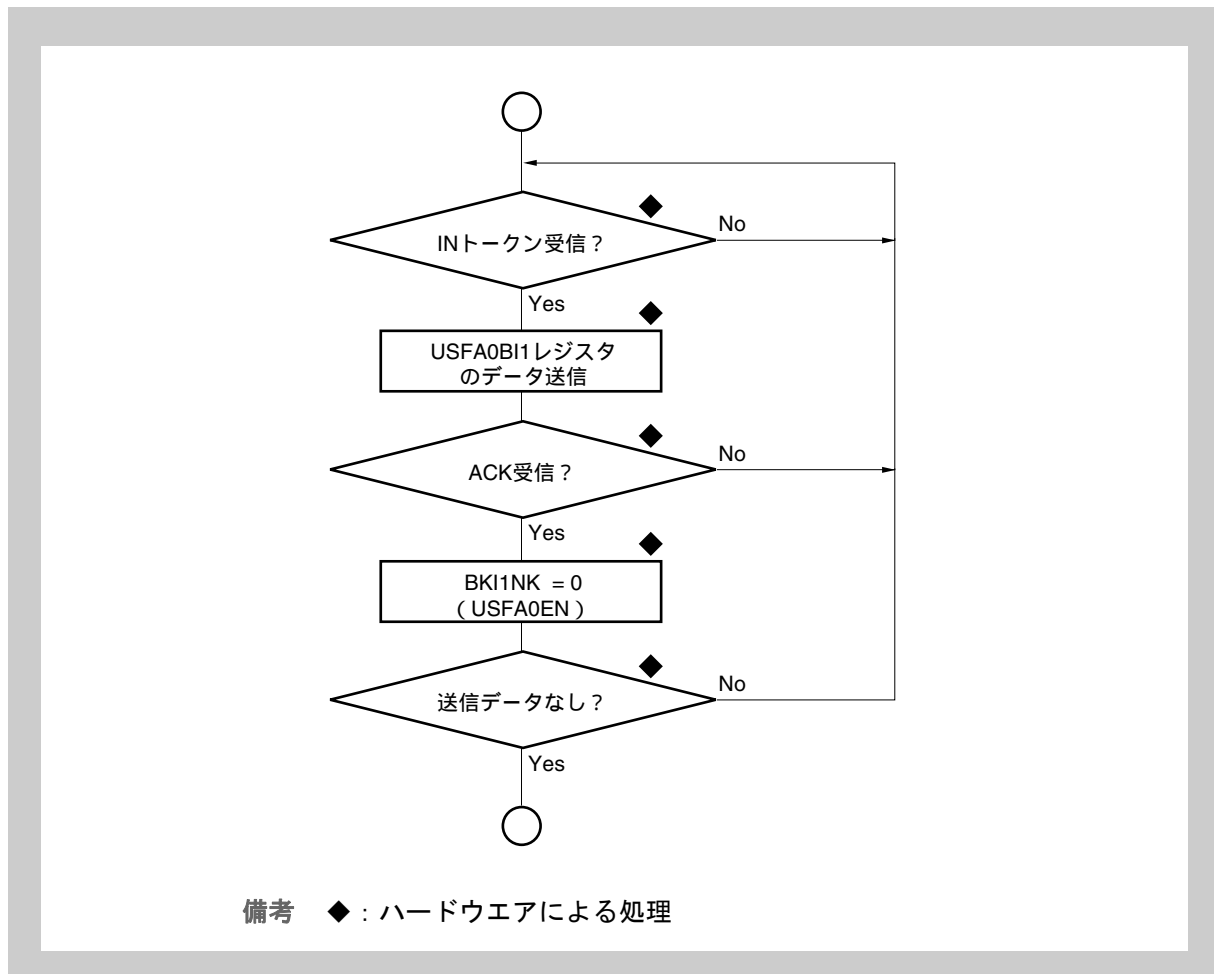 INトークン受信？
No
Yes
USFA0BI1レジスタ
のデータ送信
ACK受信？
No
Yes
BKI1NK = 0
（USFA0EN）
送信データなし？
No
Yes
備考 ◆：ハードウエアによる処理